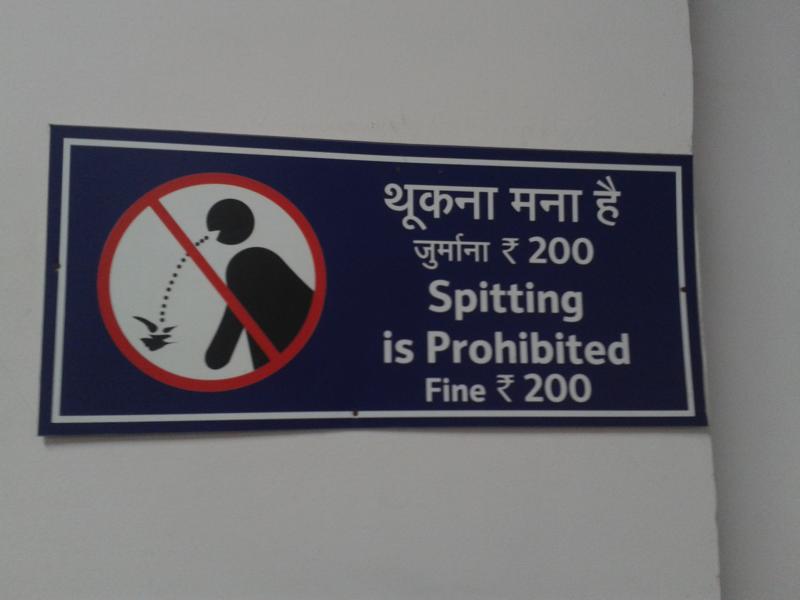 थूकना मना है
जुर्माना ₹ 200
Spitting
is Prohibited
Fine ₹ 200